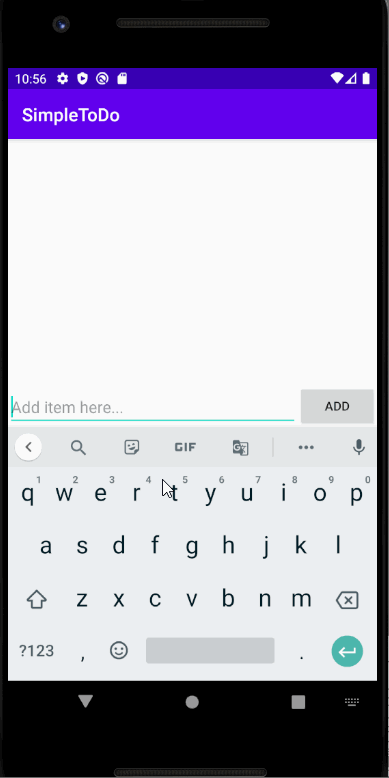 10:56
SimpleToDo
Add item here...
ADD
GIF
1 2 3 4 5 6 7 8 9 0
q w e r t y u i o p
a s d f g h j k l
z x c v b n m
?123 , .